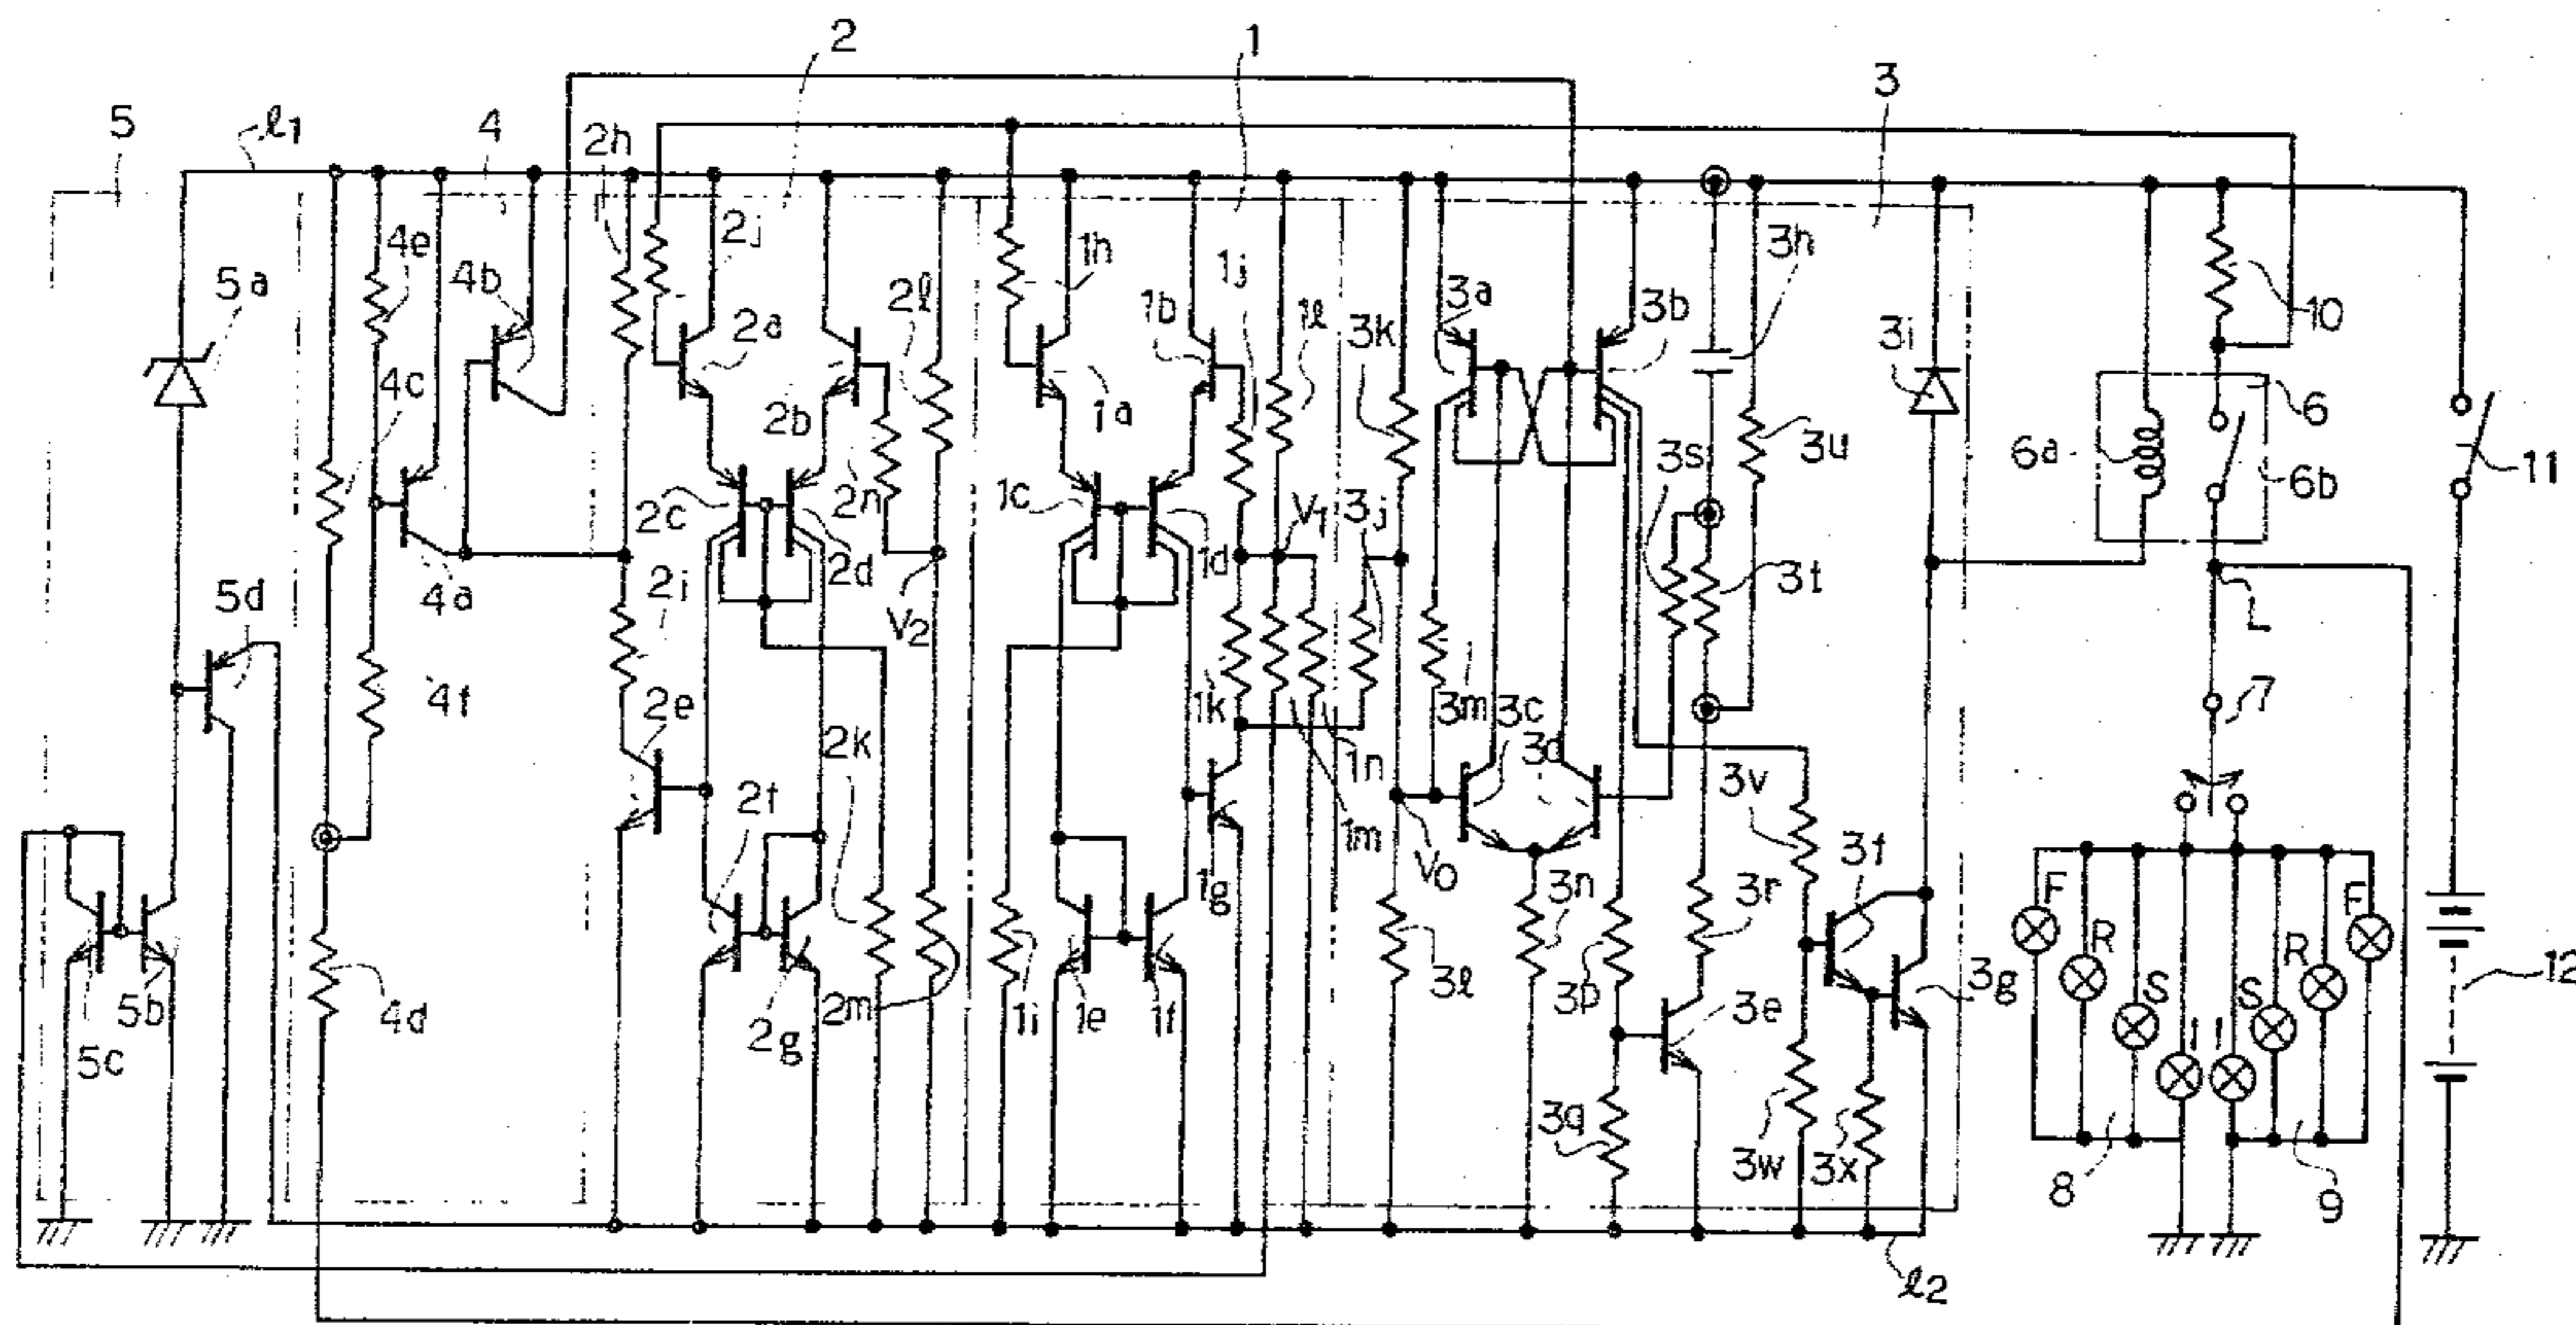 2
1
3
5
l1
4
2h
2j
4e
4b
1h
1j
3h
5a
2l
3a
3b
2a
1b
1l
3k
3i
10
6
4c
2b
1a
3s
3u
6a
6b
11
2c
2n
1c
V1
3j
2d
1d
3t
5d
2i
4a
V2
L
4f
1k
3m
3c
7
2e
2k
1n
3d
3v
2f
1m
1g
V0
3f
F
F
R
R
3n
3r
4d
5b
2g
2m
1i
1e
1f
3l
3p
3e
3g
S
S
12
5c
I
I
3q
3w
3x
8
9
l2